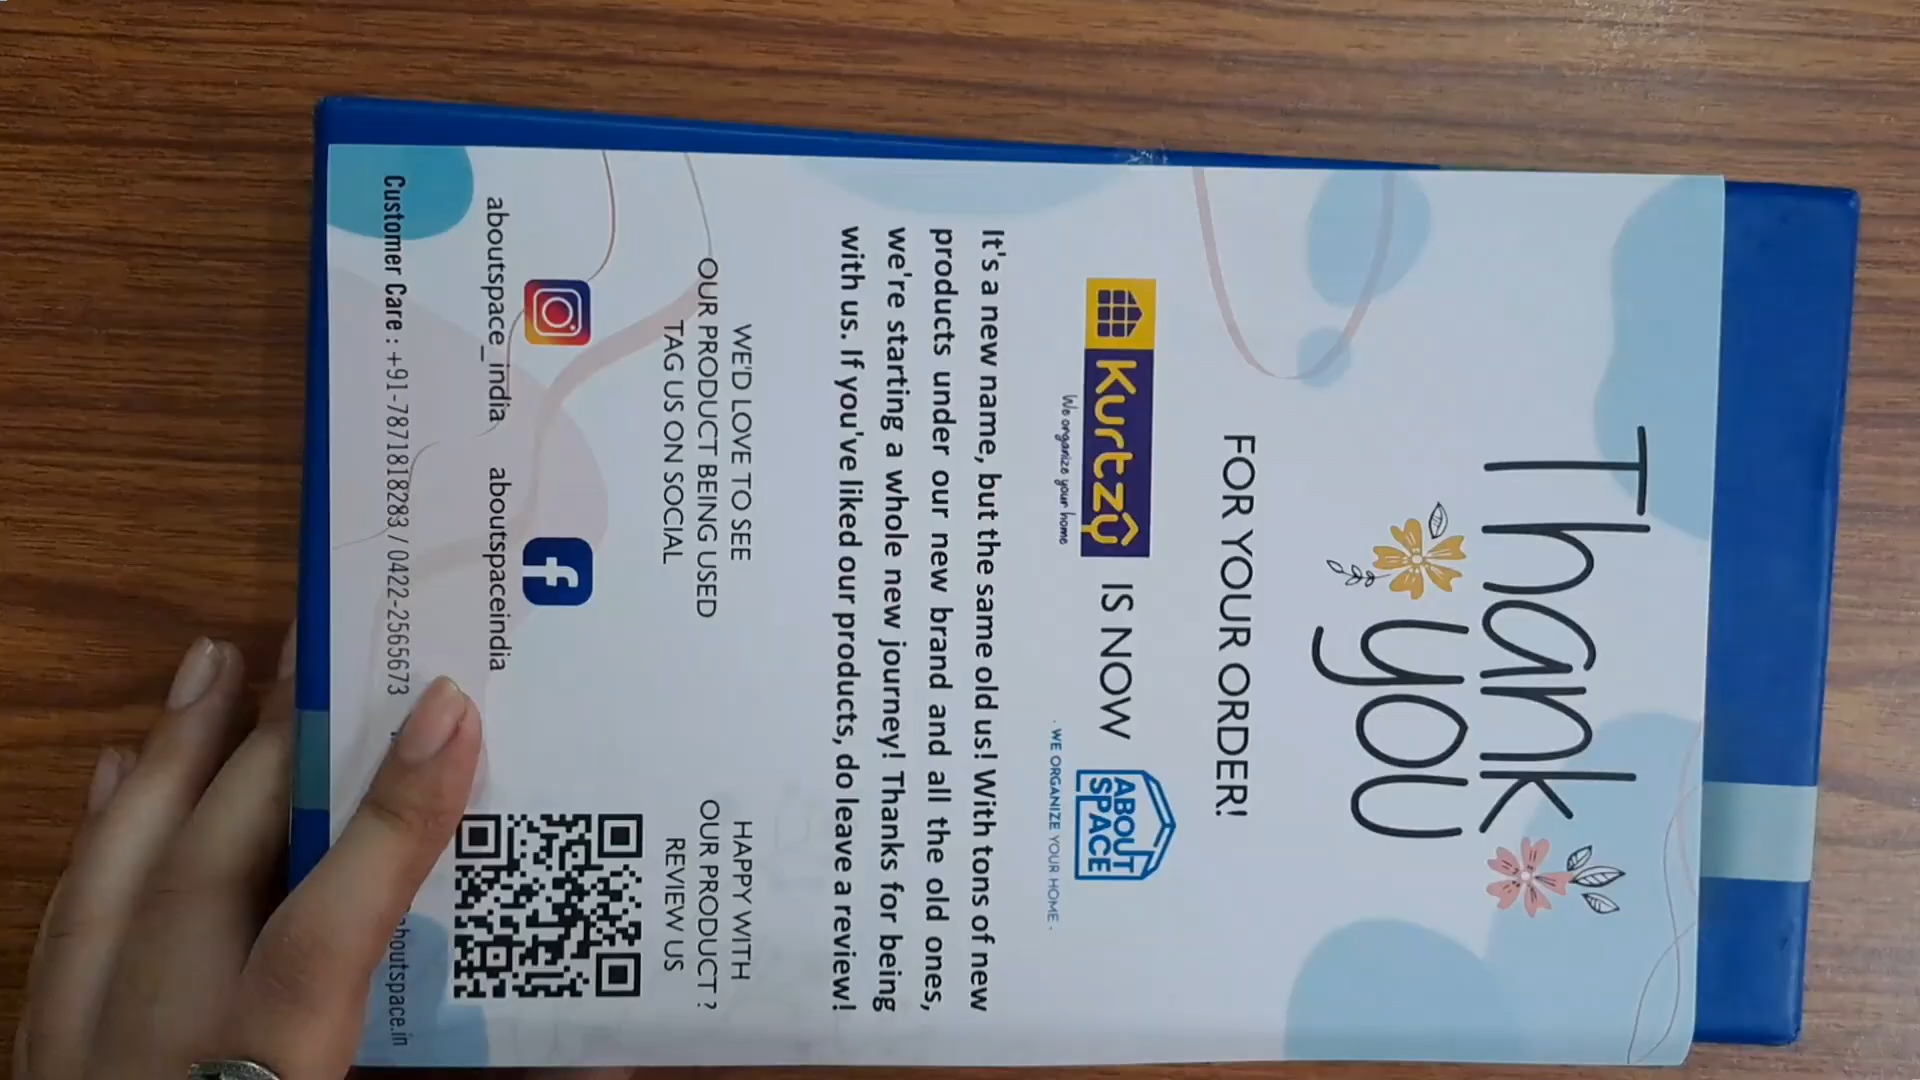 Thank
you
FOR YOUR ORDER!
Kurtzy IS NOW ABOUT SPACE
We organize your home
· WE ORGANIZE YOUR HOME ·
It's a new name, but the same old us! With tons of new
products under our new brand and all the old ones,
we're starting a whole new journey! Thanks for being
with us. If you've liked our products, do leave a review!
WE'D LOVE TO SEE
OUR PRODUCT BEING USED
TAG US ON SOCIAL
HAPPY WITH
OUR PRODUCT ?
REVIEW US
aboutspace_india
aboutspaceindia
Customer Care : +91-7871818283 / 0422-2565673
aboutspace.in